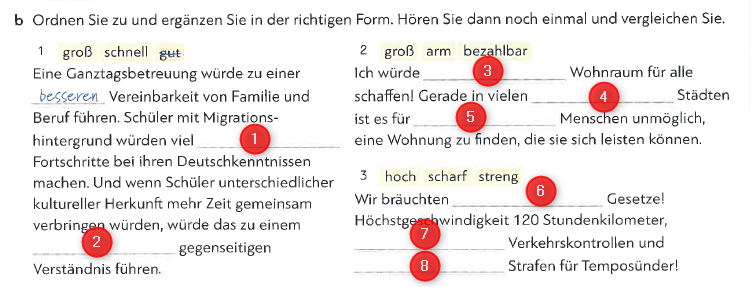 b Ordnen Sie zu und ergänzen Sie in der richtigen Form. Hören Sie dann noch einmal und vergleichen Sie.
1 groß schnell gut
Eine Ganztagsbetreuung würde zu einer
besseren Vereinbarkeit von Familie und
Beruf führen. Schüler mit Migrations-
hintergrund würden viel 1
Fortschritte bei ihren Deutschkenntnissen
machen. Und wenn Schüler unterschiedlicher
kultureller Herkunft mehr Zeit gemeinsam
verbringen würden, würde das zu einem
2 gegenseitigen
Verständnis führen.
2 groß arm bezahlbar
Ich würde 3 Wohnraum für alle
schaffen! Gerade in vielen 4 Städten
ist es für 5 Menschen unmöglich,
eine Wohnung zu finden, die sie sich leisten können.
3 hoch scharf streng
Wir bräuchten 6 Gesetze!
Höchstgeschwindigkeit 120 Stundenkilometer,
7 Verkehrskontrollen und
8 Strafen für Temposünder!